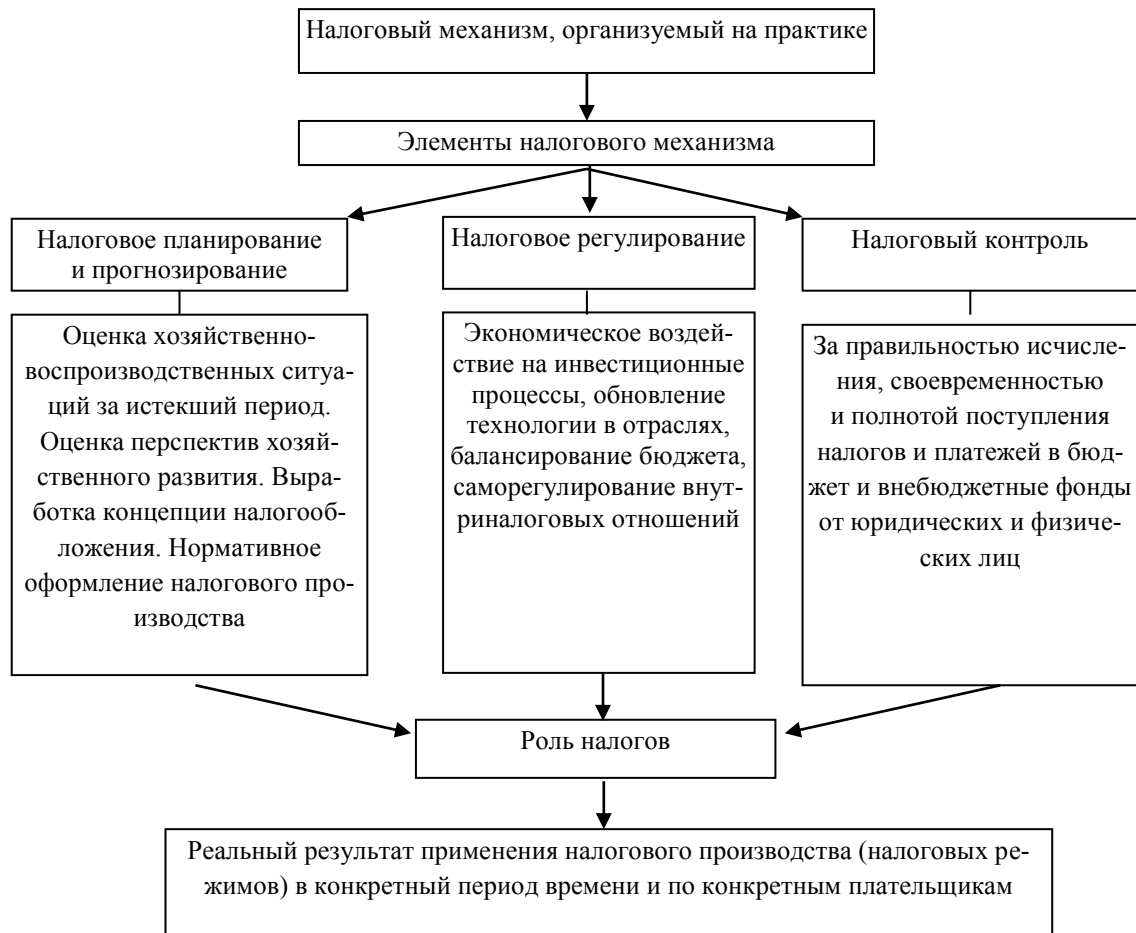 Налоговый механизм, организуемый на практике
Элементы налогового механизма
Налоговое планирование
и прогнозирование
Налоговое регулирование
Налоговый контроль
Оценка хозяйственно-
воспроизводственных ситуа-
ций за истекший период.
Оценка перспектив хозяй-
ственного развития. Выра-
ботка концепции налогооб-
ложения. Нормативное
оформление налогового про-
изводства
Экономическое воздей-
ствие на инвестиционные
процессы, обновление
технологии в отраслях,
балансирование бюджета,
саморегулирование внут-
риналоговых отношений
За правильностью исчисле-
ния, своевременностью
и полнотой поступления
налогов и платежей в бюд-
жет и внебюджетные фонды
от юридических и физиче-
ских лиц
Роль налогов
Реальный результат применения налогового производства (налоговых ре-
жимов) в конкретный период времени и по конкретным плательщикам